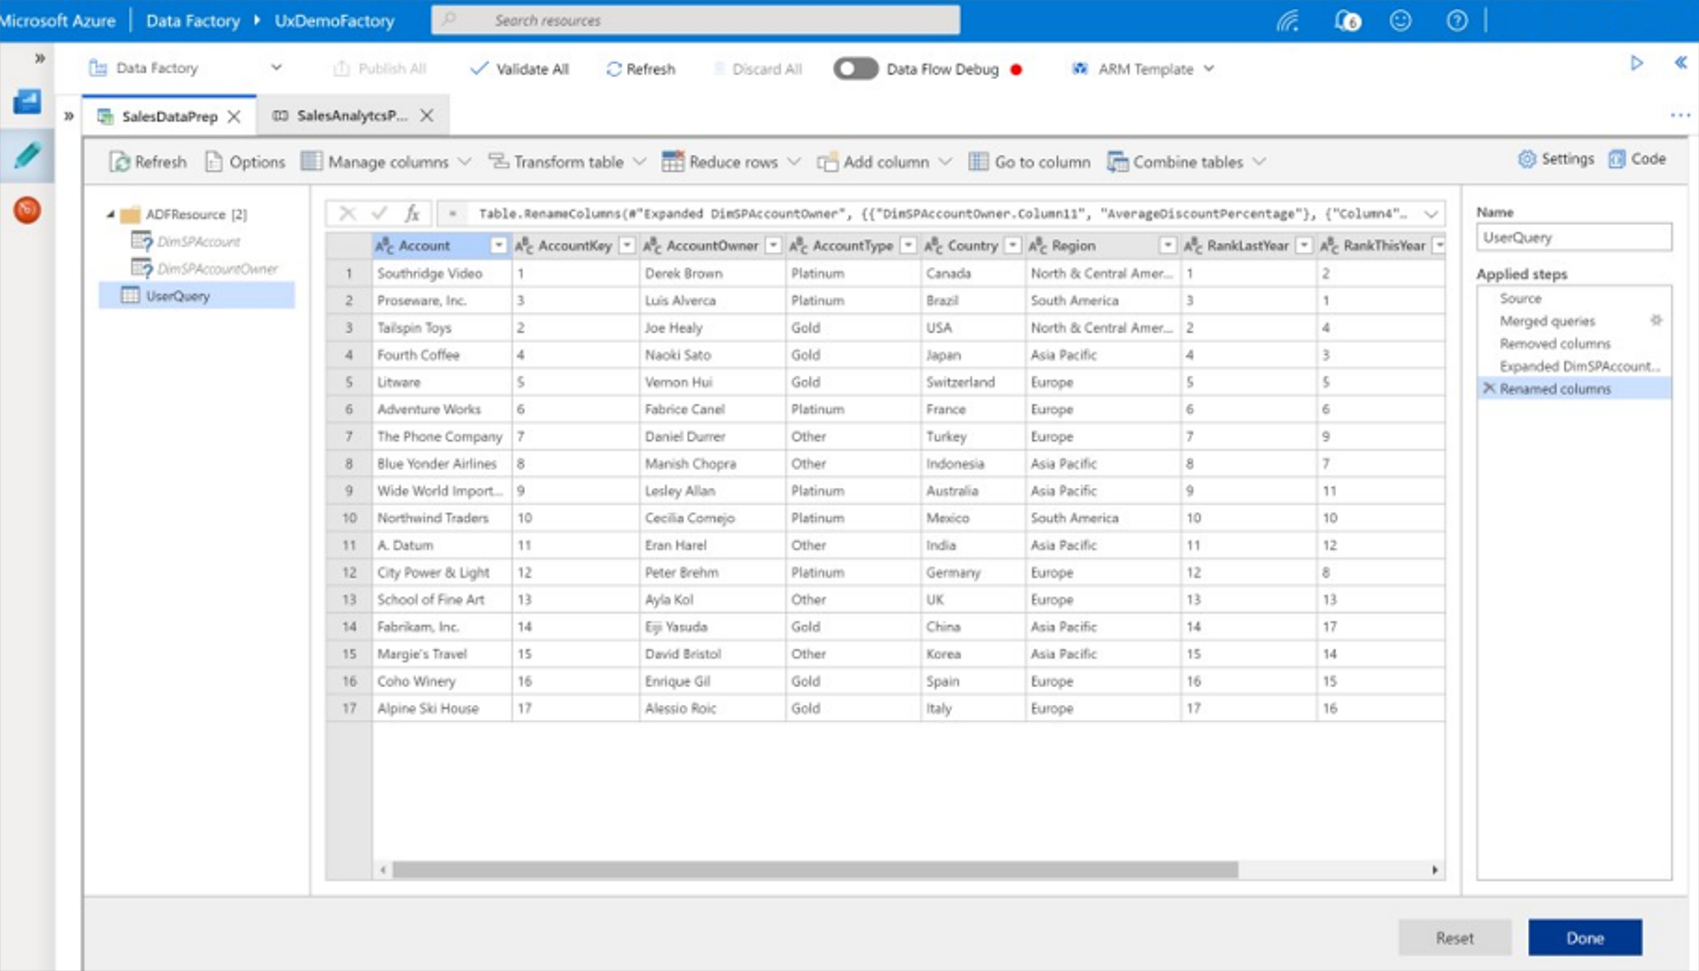 Microsoft Azure Data Factory UxDemoFactory Search resources 6
Data Factory Publish All Validate All Refresh Discard All Data Flow Debug ARM Template
SalesDataPrep SalesAnalytcsP...
Refresh Options Manage columns Transform table Reduce rows Add column Go to column Combine tables Settings Code
ADFResource [2]
DimSPAccount
DimSPAccountOwner
UserQuery
fx = Table.RenameColumns(#"Expanded DimSPAccountOwner", {{"DimSPAccountOwner.Column11", "AverageDiscountPercentage"}, {"Column4"...
Account AccountKey AccountOwner AccountType Country Region RankLastYear RankThisYear
1 Southridge Video 1 Derek Brown Platinum Canada North & Central Amer... 1 2
2 Proseware, Inc. 3 Luis Alverca Platinum Brazil South America 3 1
3 Tailspin Toys 2 Joe Healy Gold USA North & Central Amer... 2 4
4 Fourth Coffee 4 Naoki Sato Gold Japan Asia Pacific 4 3
5 Litware 5 Vernon Hui Gold Switzerland Europe 5 5
6 Adventure Works 6 Fabrice Canel Platinum France Europe 6 6
7 The Phone Company 7 Daniel Durrer Other Turkey Europe 7 9
8 Blue Yonder Airlines 8 Manish Chopra Other Indonesia Asia Pacific 8 7
9 Wide World Import... 9 Lesley Allan Platinum Australia Asia Pacific 9 11
10 Northwind Traders 10 Cecilia Cornejo Platinum Mexico South America 10 10
11 A. Datum 11 Eran Harel Other India Asia Pacific 11 12
12 City Power & Light 12 Peter Brehm Platinum Germany Europe 12 8
13 School of Fine Art 13 Ayla Kol Other UK Europe 13 13
14 Fabrikam, Inc. 14 Eiji Yasuda Gold China Asia Pacific 14 17
15 Margie's Travel 15 David Bristol Other Korea Asia Pacific 15 14
16 Coho Winery 16 Enrique Gil Gold Spain Europe 16 15
17 Alpine Ski House 17 Alessio Roic Gold Italy Europe 17 16
Name
UserQuery
Applied steps
Source
Merged queries
Removed columns
Expanded DimSPAccount...
Renamed columns
Reset Done